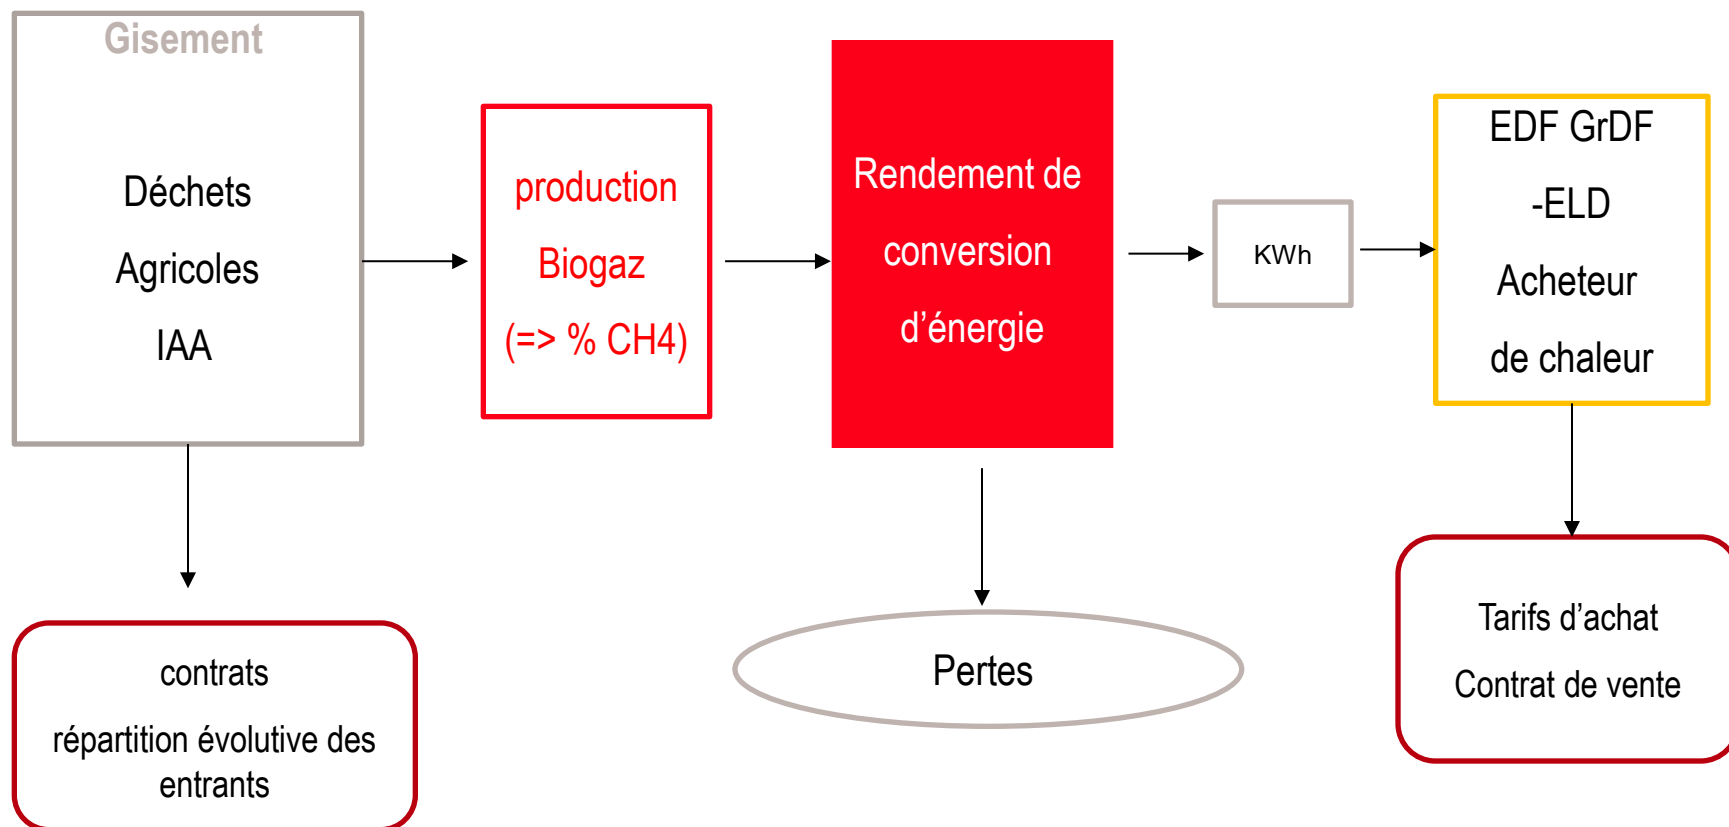 Gisement
Déchets
Agricoles
IAA
production
Biogaz
(=> % CH4)
Rendement de
conversion
d’énergie
KWh
EDF GrDF
-ELD
Acheteur
de chaleur
contrats
répartition évolutive des
entrants
Pertes
Tarifs d’achat
Contrat de vente